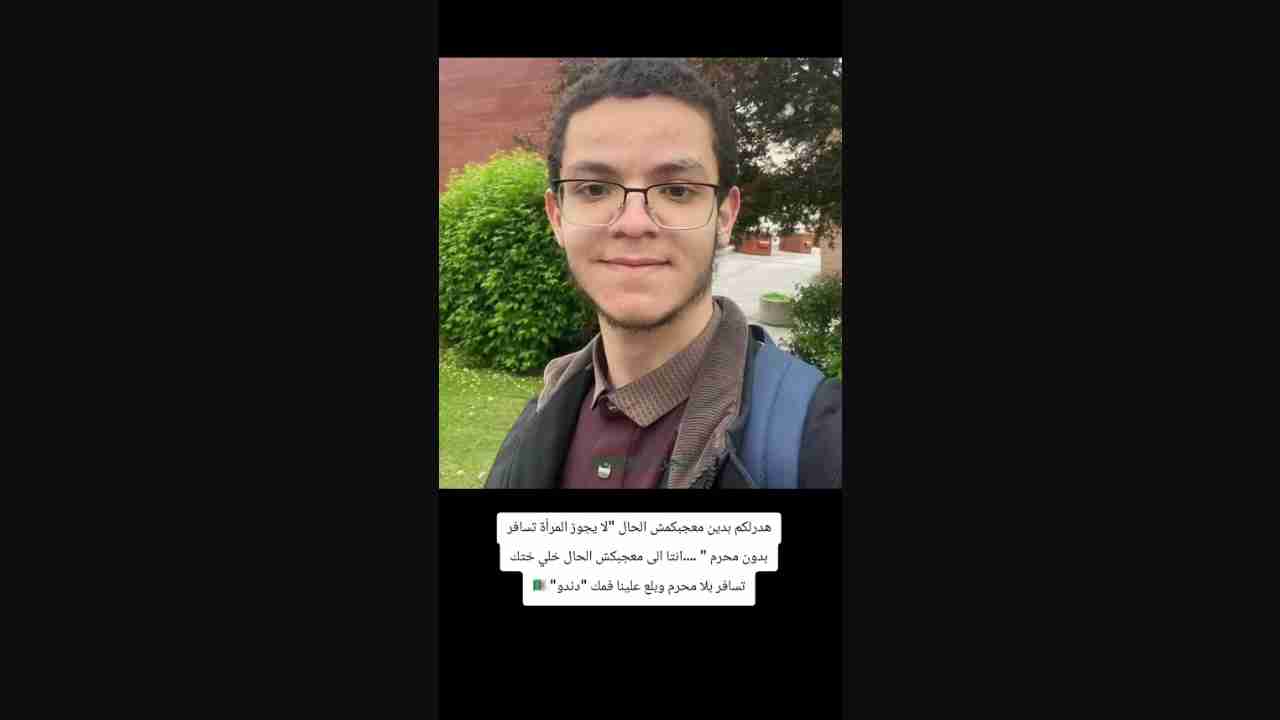 هدرلكم بدين معجبكمش الحال "لا يجوز المرأة تسافر
بدون محرم " ....انتا الى معجبكش الحال خلي ختك
تسافر بلا محرم وبلع علينا فمك "دندو" 🇩🇿